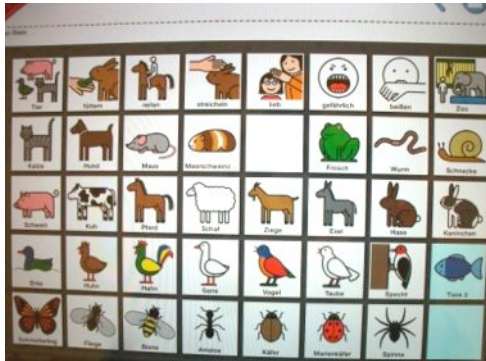 Tier füttern reiten streicheln lieb gefährlich beißen Zoo
Katze Hund Maus Meerschweinc... Frosch Wurm Schnecke
Schwein Kuh Pferd Schaf Ziege Esel Hase Kaninchen
Ente Huhn Hahn Gans Vogel Taube Specht Tiere 2
Schmetterling Fliege Biene Ameise Käfer Marienkäfer Spinne